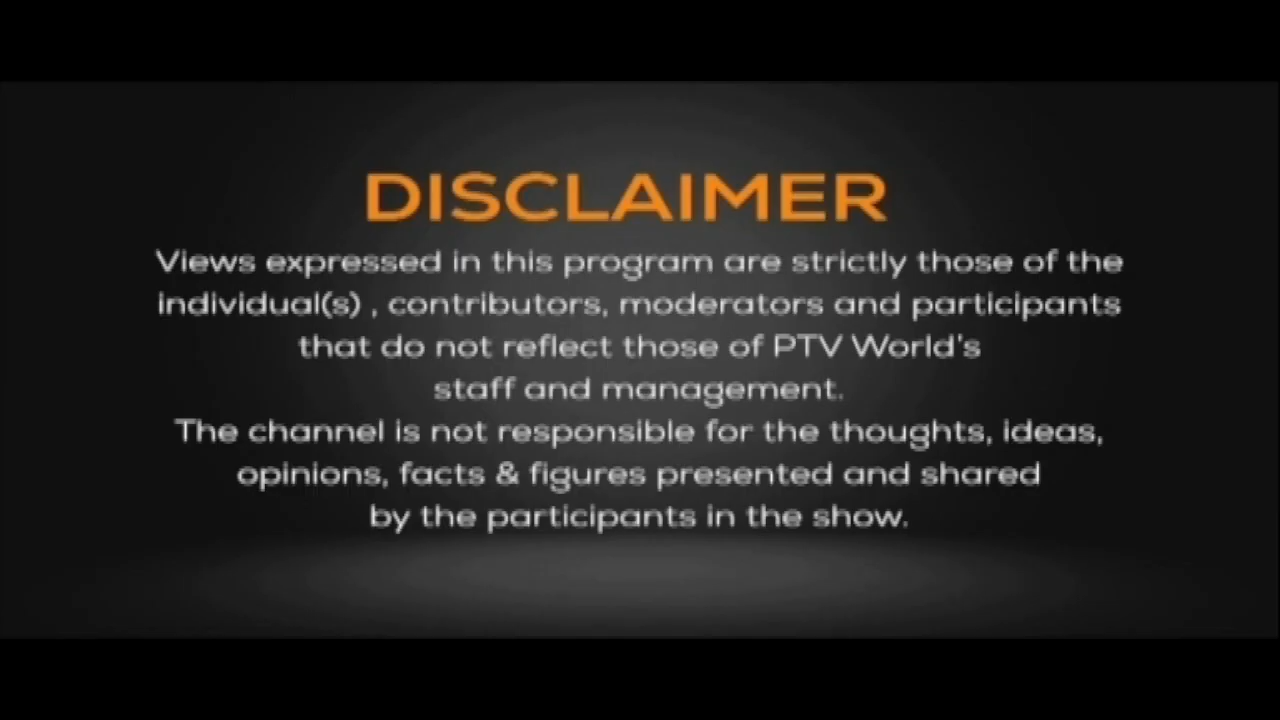 DISCLAIMER
Views expressed in this program are strictly those of the
individual(s) , contributors, moderators and participants
that do not reflect those of PTV World's
staff and management.
The channel is not responsible for the thoughts, ideas,
opinions, facts & figures presented and shared
by the participants in the show.